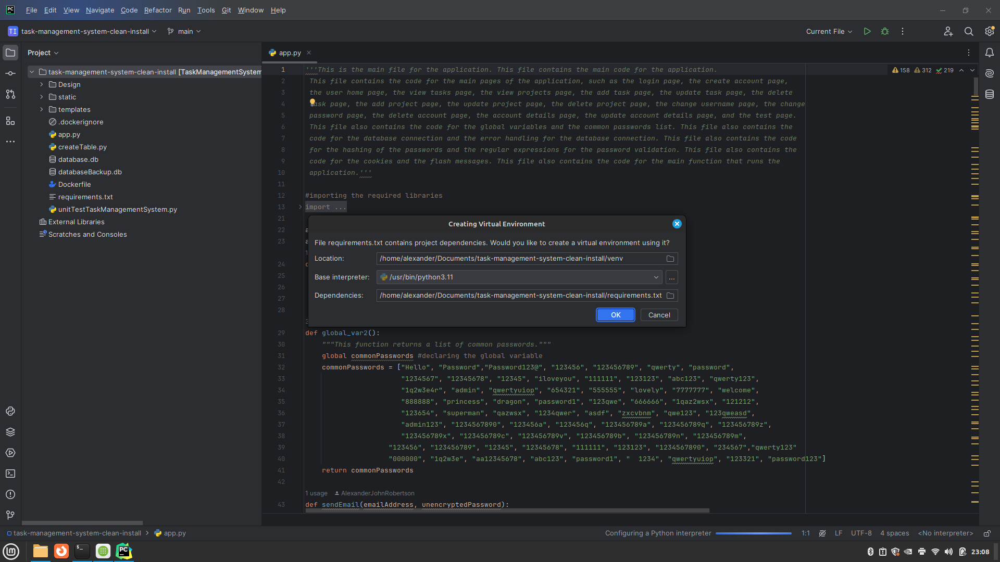 PC
File Edit View Navigate Code Refactor Run Tools Git Window Help
TI task-management-system-clean-install main Current File
Project
app.py
task-management-system-clean-install [TaskManagementSystem
Design
static
templates
.dockerignore
app.py
createTable.py
database.db
databaseBackup.db
Dockerfile
requirements.txt
unitTestTaskManagementSystem.py
External Libraries
Scratches and Consoles
158 312 219
1 '''This is the main file for the application. This file contains the main code for the application.
2 This file contains the code for the main pages of the application, such as the login page, the create account page,
3 the user home page, the view tasks page, the view projects page, the add task page, the update task page, the delete
4 ask page, the add project page, the update project page, the delete project page, the change username page, the change
5 password page, the delete account page, the account details page, the update account details page, and the test page.
6 This file also contains the code for the global variables and the common passwords list. This file also contains the
7 code for the database connection and the error handling for the database connection. This file also contains the code
8 for the hashing of the passwords and the regular expressions for the password validation. This file also contains the
9 code for the cookies and the flash messages. This file also contains the code for the main function that runs the
10 application.'''
11
12 #importing the required libraries
13 import ...
21
22
23
24
25
26
27
28
Creating Virtual Environment
File requirements.txt contains project dependencies. Would you like to create a virtual environment using it?
Location: /home/alexander/Documents/task-management-system-clean-install/venv
Base interpreter: /usr/bin/python3.11 ...
Dependencies: /home/alexander/Documents/task-management-system-clean-install/requirements.txt
OK Cancel
29 def global_var2():
30 """This function returns a list of common passwords."""
31 global commonPasswords #declaring the global variable
32 commonPasswords = ["Hello", "Password","Password123@", "123456", "123456789", "qwerty", "password",
33 "1234567", "12345678", "12345", "iloveyou", "111111", "123123", "abc123", "qwerty123",
34 "1q2w3e4r", "admin", "qwertyuiop", "654321", "555555", "lovely", "7777777", "welcome",
35 "888888", "princess", "dragon", "password1", "123qwe", "666666", "1qaz2wsx", "121212",
36 "123654", "superman", "qazwsx", "1234qwer", "asdf", "zxcvbnm", "qwe123", "123qweasd",
37 "admin123", "1234567890", "123456a", "123456q", "123456789a", "123456789q", "123456789z",
38 "123456789x", "123456789c", "123456789v", "123456789b", "123456789n", "123456789m",
39 "123456", "123456789", "12345", "12345678", "111111", "123123", "1234567890", "234567","qwerty123"
40 "000000", "1q2w3e", "aa12345678", "abc123", "password1", "  1234", "qwertyuiop", "123321", "password123"]
41 return commonPasswords
42
1 usage AlexanderJohnRobertson
43 def sendEmail(emailAddress, unencryptedPassword):
task-management-system-clean-install > app.py Configuring a Python interpreter 1:1 LF UTF-8 4 spaces <No interpreter>
PC 23:08